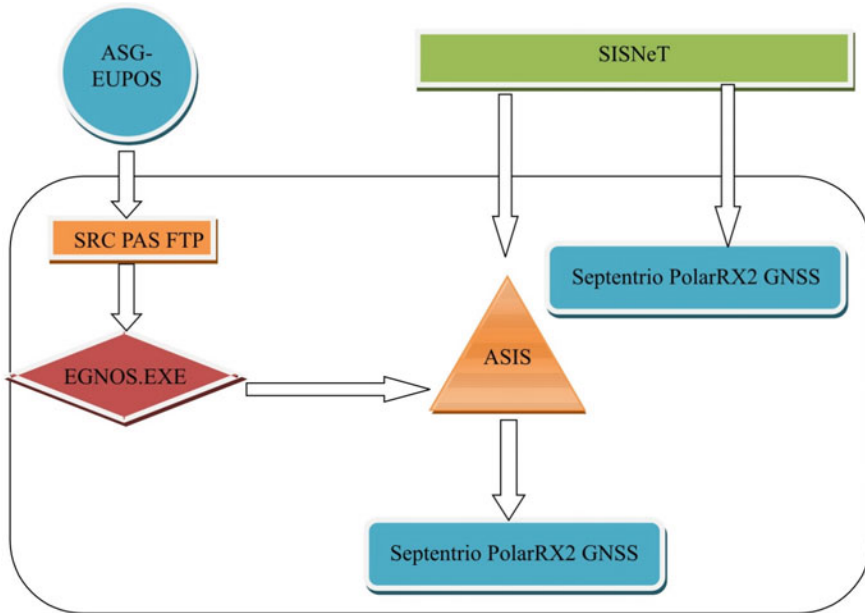 ASG-
EUPOS
SISNeT
SRC PAS FTP
Septentrio PolarRX2 GNSS
EGNOS.EXE
ASIS
Septentrio PolarRX2 GNSS